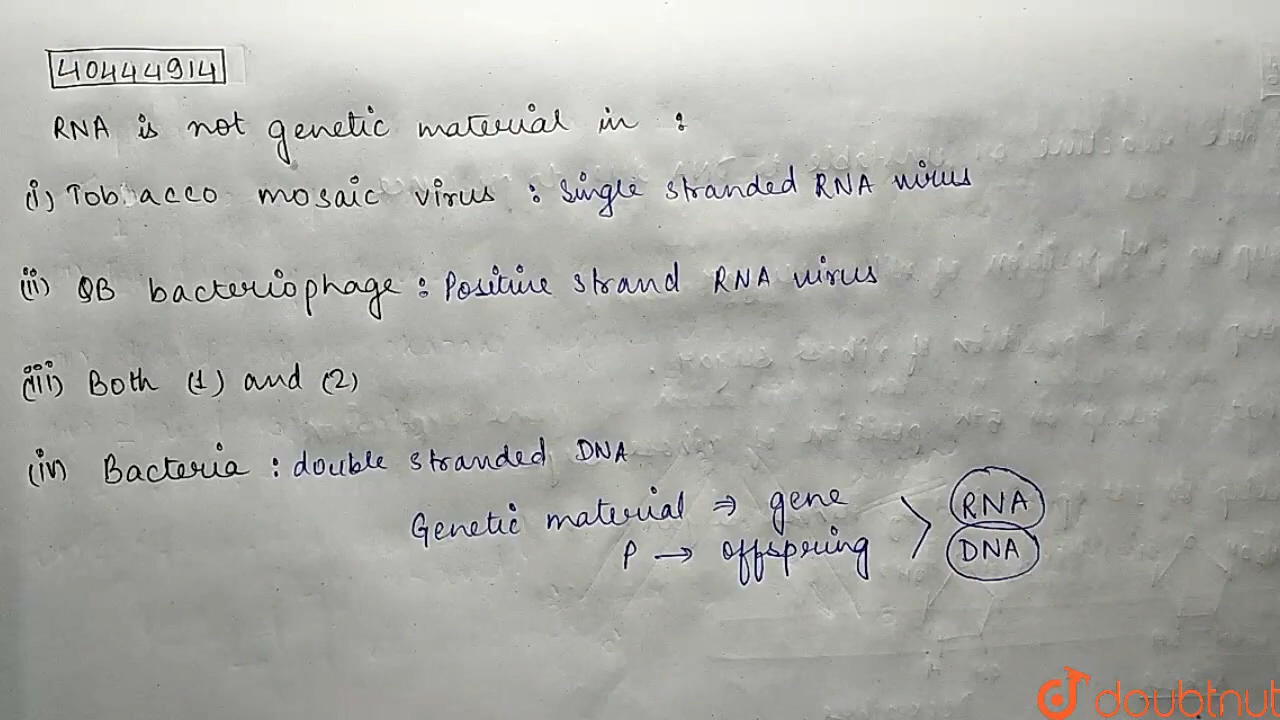 40444914
RNA is not genetic material in :
(i) Tobacco mosaic virus : Single stranded RNA virus
(ii) QB bacteriophage : Positive strand RNA virus
(iii) Both (1) and (2)
(iv) Bacteria : double stranded DNA
Genetic material ⇒ gene
P → offspring
RNA
DNA
doubtnut